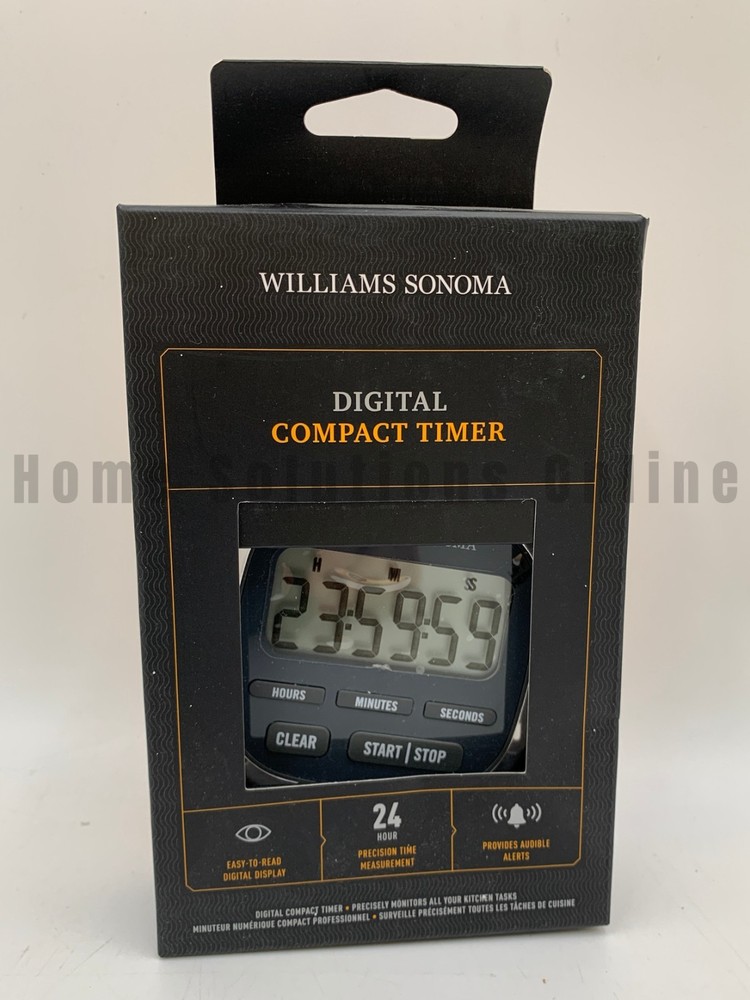 WILLIAMS SONOMA
DIGITAL
COMPACT TIMER
Home Solutions Online
H M SS
23:59:59
HOURS MINUTES SECONDS
CLEAR START|STOP
24
HOUR
EASY-TO-READ
DIGITAL DISPLAY
PRECISION TIME
MEASUREMENT
PROVIDES AUDIBLE
ALERTS
DIGITAL COMPACT TIMER • PRECISELY MONITORS ALL YOUR KITCHEN TASKS
MINUTEUR NUMÉRIQUE COMPACT PROFESSIONNEL • SURVEILLE PRÉCISÉMENT TOUTES LES TÂCHES DE CUISINE